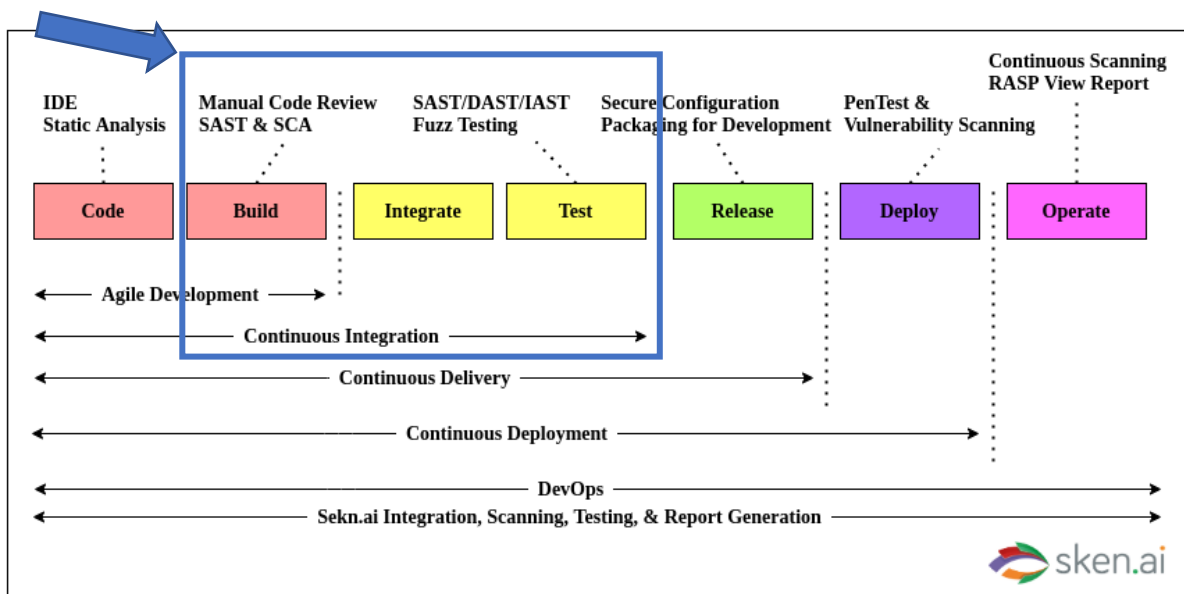 Continuous Scanning
RASP View Report
IDE
Static Analysis
Manual Code Review
SAST & SCA
SAST/DAST/IAST
Fuzz Testing
Secure Configuration
Packaging for Development
PenTest &
Vulnerability Scanning
Code
Build
Integrate
Test
Release
Deploy
Operate
Agile Development
Continuous Integration
Continuous Delivery
Continuous Deployment
DevOps
Sekn.ai Integration, Scanning, Testing, & Report Generation
sken.ai